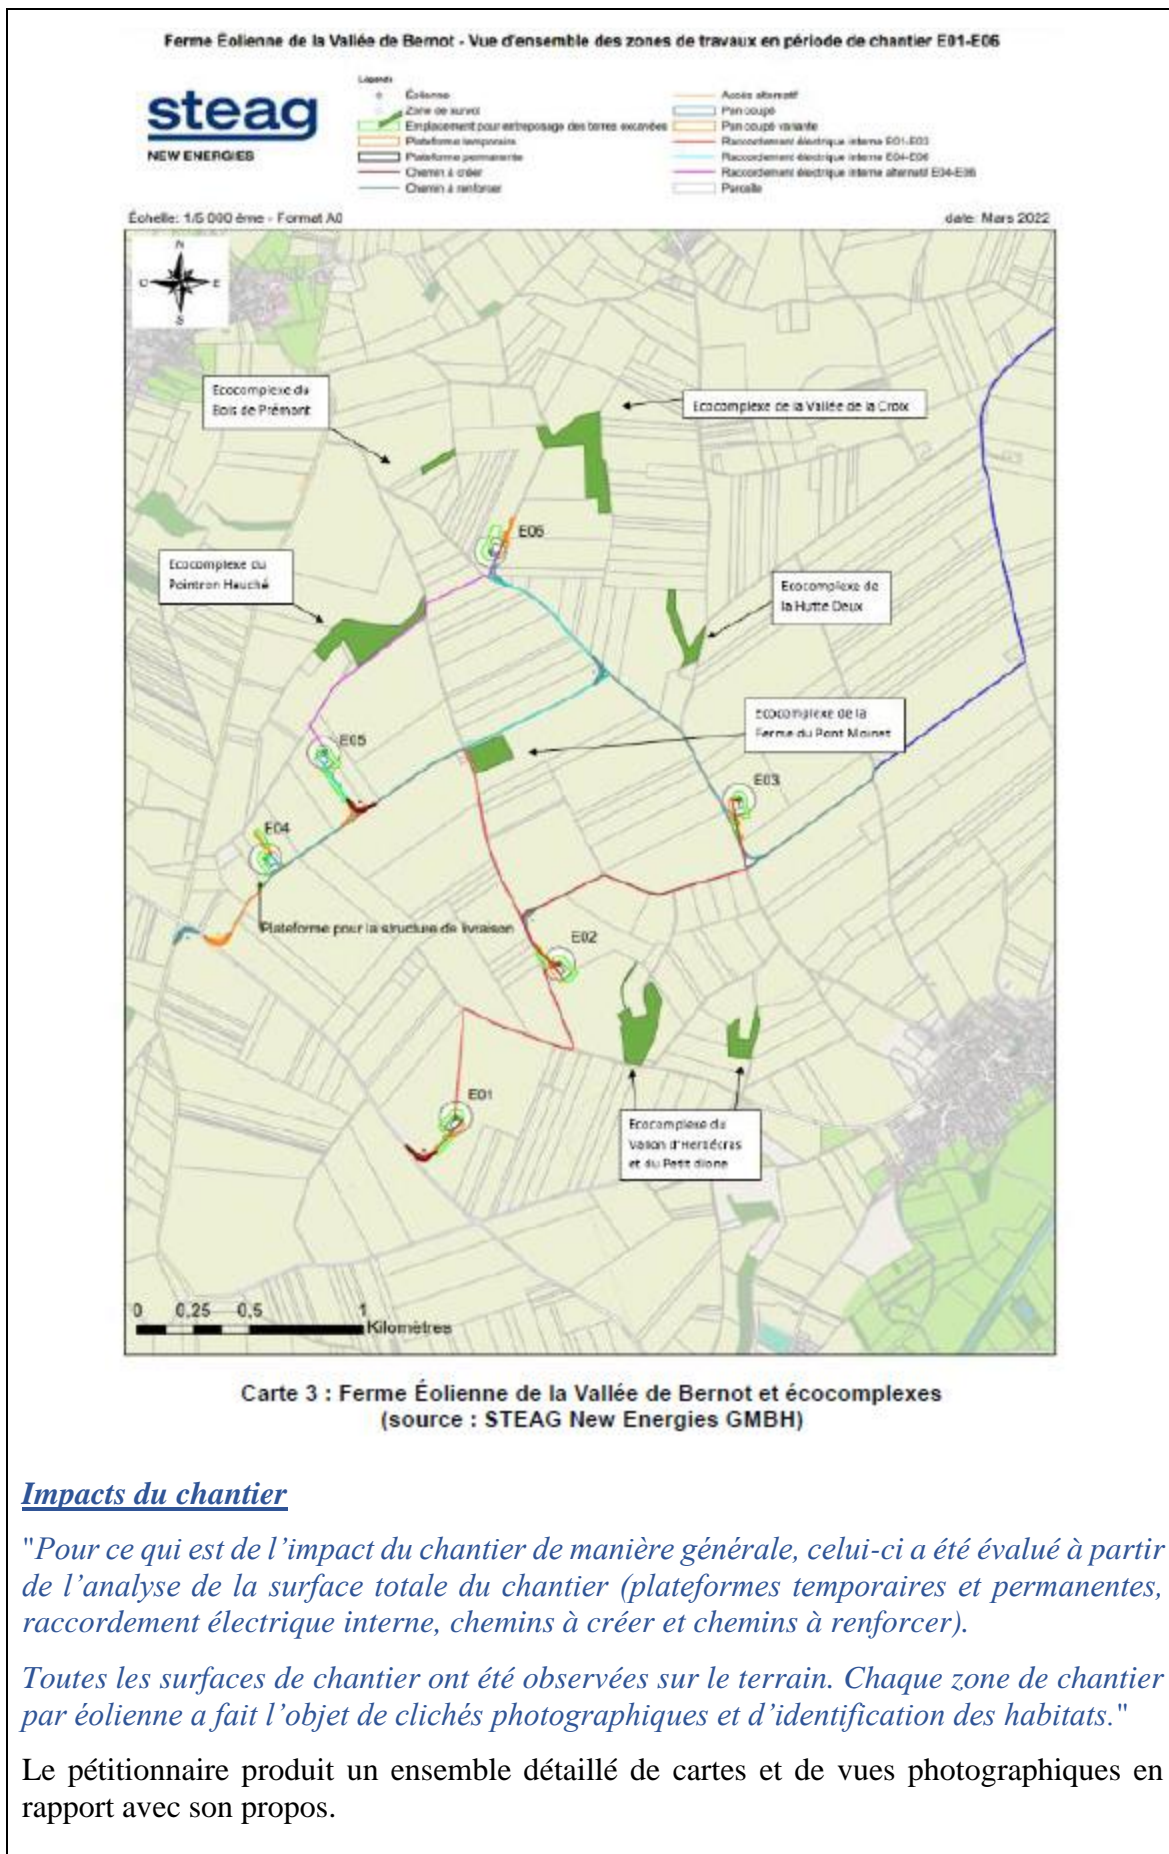 Ferme Éolienne de la Vallée de Bernot - Vue d'ensemble des zones de travaux en période de chantier E01-E06
steag
NEW ENERGIES
Légende
Éolienne
Zone de survol
Emplacement pour entreposage des terres excavées
Plateforme temporaire
Plateforme permanente
Chemin à créer
Chemin à renforcer
Accès alternatif
Pan coupé
Pan coupé variante
Raccordement électrique interne E01-E03
Raccordement électrique interne E04-E06
Raccordement électrique interne alternatif E04-E06
Parcelle
Échelle: 1/5 000 ème - Format A0
date: Mars 2022
N
O
E
S
Ecocomplexe du
Bois de Prémont
Ecocomplexe de la Vallée de la Croix
E06
Ecocomplexe du
Pointron Hauché
Ecocomplexe de
la Hutte Deux
Ecocomplexe de la
Ferme du Pont Moinet
E05
E03
E04
Plateforme pour la structure de livraison
E02
E01
Ecocomplexe du
Vallon
et du Petit
0 0,25 0,5 1
Kilomètres
Carte 3 : Ferme Éolienne de la Vallée de Bernot et écocomplexes
(source : STEAG New Energies GMBH)
Impacts du chantier
"Pour ce qui est de l'impact du chantier de manière générale, celui-ci a été évalué à partir
de l'analyse de la surface totale du chantier (plateformes temporaires et permanentes,
raccordement électrique interne, chemins à créer et chemins à renforcer).
Toutes les surfaces de chantier ont été observées sur le terrain. Chaque zone de chantier
par éolienne a fait l'objet de clichés photographiques et d'identification des habitats."
Le pétitionnaire produit un ensemble détaillé de cartes et de vues photographiques en
rapport avec son propos.